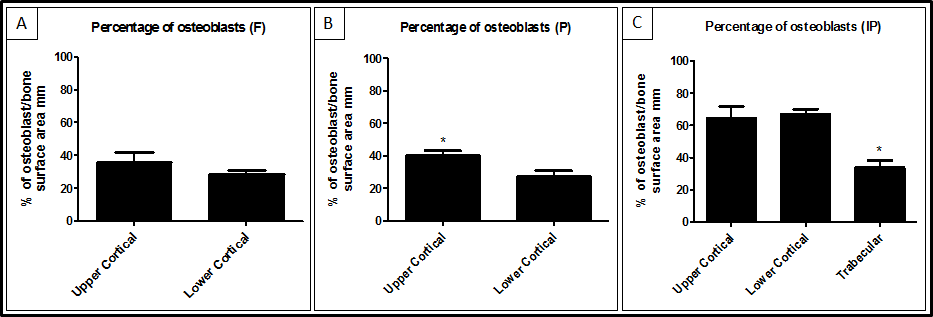 A
Percentage of osteoblasts (F)
% of osteoblast/bone
surface area mm
100
80
60
40
20
0
Upper Cortical
Lower Cortical
B
Percentage of osteoblasts (P)
% of osteoblast/bone
surface area mm
100
80
60
40
20
0
*
Upper Cortical
Lower Cortical
C
Percentage of osteoblasts (IP)
% of osteoblast/bone
surface area mm
100
80
60
40
20
0
*
Upper Cortical
Lower Cortical
Trabecular